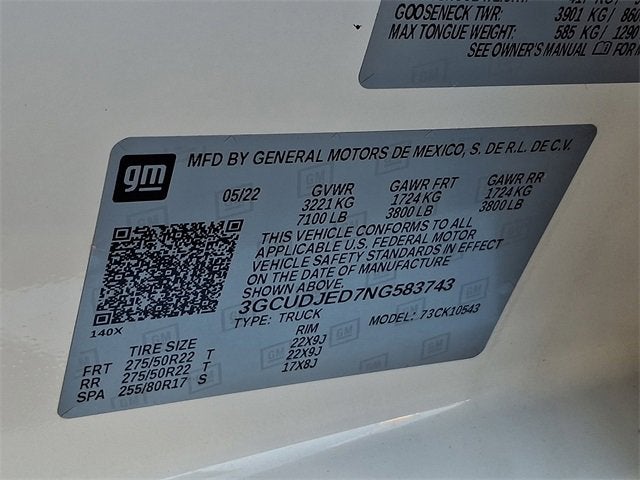 GOOSENECK TWR: 3901 KG/ 860
MAX TONGUE WEIGHT: 585 KG/ 1290
SEE OWNER'S MANUAL FOR
gm MFD BY GENERAL MOTORS DE MEXICO, S. DE R.L. DE C.V.
05/22 GVWR GAWR FRT GAWR RR
3221 KG 1724 KG 1724 KG
7100 LB 3800 LB 3800 LB
THIS VEHICLE CONFORMS TO ALL
APPLICABLE U.S. FEDERAL MOTOR
VEHICLE SAFETY STANDARDS IN EFFECT
ON THE DATE OF MANUFACTURE
SHOWN ABOVE.
3GCUDJED7NG583743
140X TYPE: TRUCK MODEL: 73CK10543
TIRE SIZE RIM
FRT 275/50R22 T 22X9J
RR 275/50R22 T 22X9J
SPA 255/80R17 S 17X8J